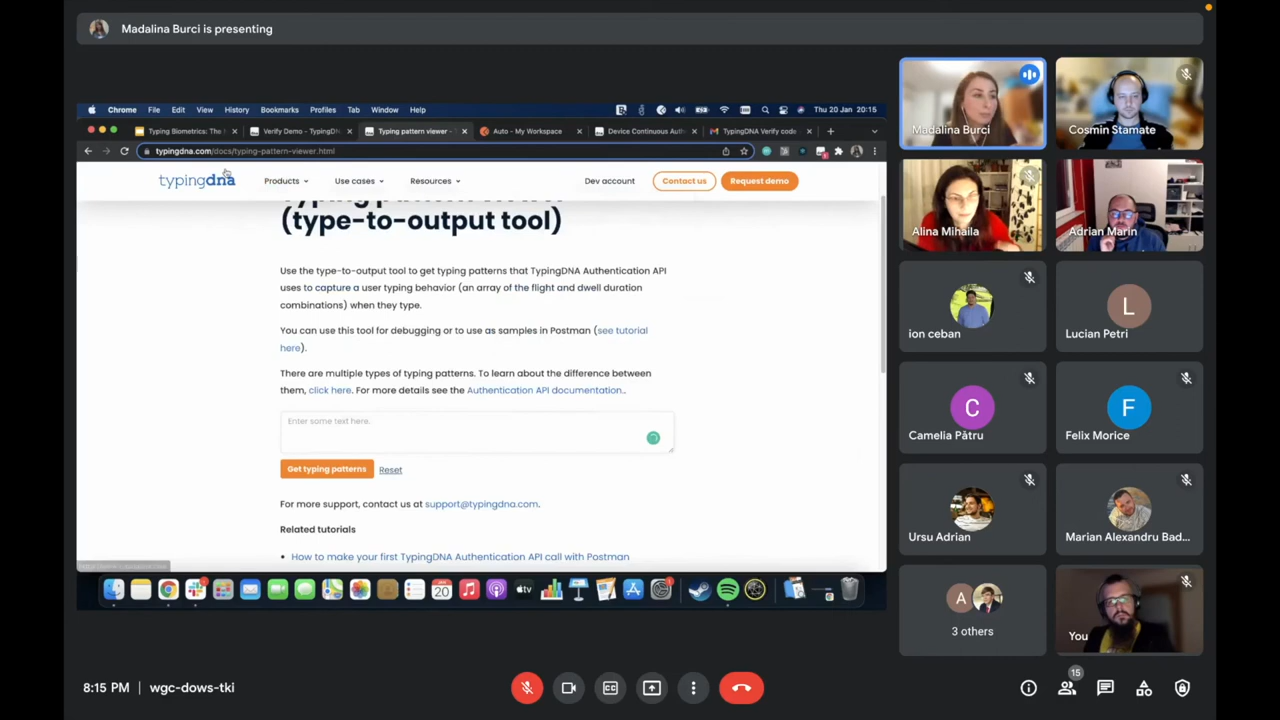 Madalina Burci is presenting
Chrome File Edit View History Bookmarks Profiles Tab Window Help
Thu 20 Jan 20:15
Typing Biometrics: The
Verify Demo - TypingD
Typing pattern viewer -
Auto - My Workspace
Device Continuous Auth
TypingDNA Verify code
typingdna.com/docs/typing-pattern-viewer.html
typingdna
Products
Use cases
Resources
Dev account
Contact us
Request demo
(type-to-output tool)
Use the type-to-output tool to get typing patterns that TypingDNA Authentication API
uses to capture a user typing behavior (an array of the flight and dwell duration
combinations) when they type.
You can use this tool for debugging or to use as samples in Postman (see tutorial
here).
There are multiple types of typing patterns. To learn about the difference between
them, click here. For more details see the Authentication API documentation..
Enter some text here.
Get typing patterns
Reset
For more support, contact us at support@typingdna.com.
Related tutorials
How to make your first TypingDNA Authentication API call with Postman
20
tv
Madalina Burci
Cosmin Stamate
Alina Mihaila
Adrian Marin
ion ceban
L
Lucian Petri
C
Camelia Pătru
F
Felix Morice
Ursu Adrian
Marian Alexandru Bad...
A
3 others
You
8:15 PM | wgc-dows-tki
CC
15